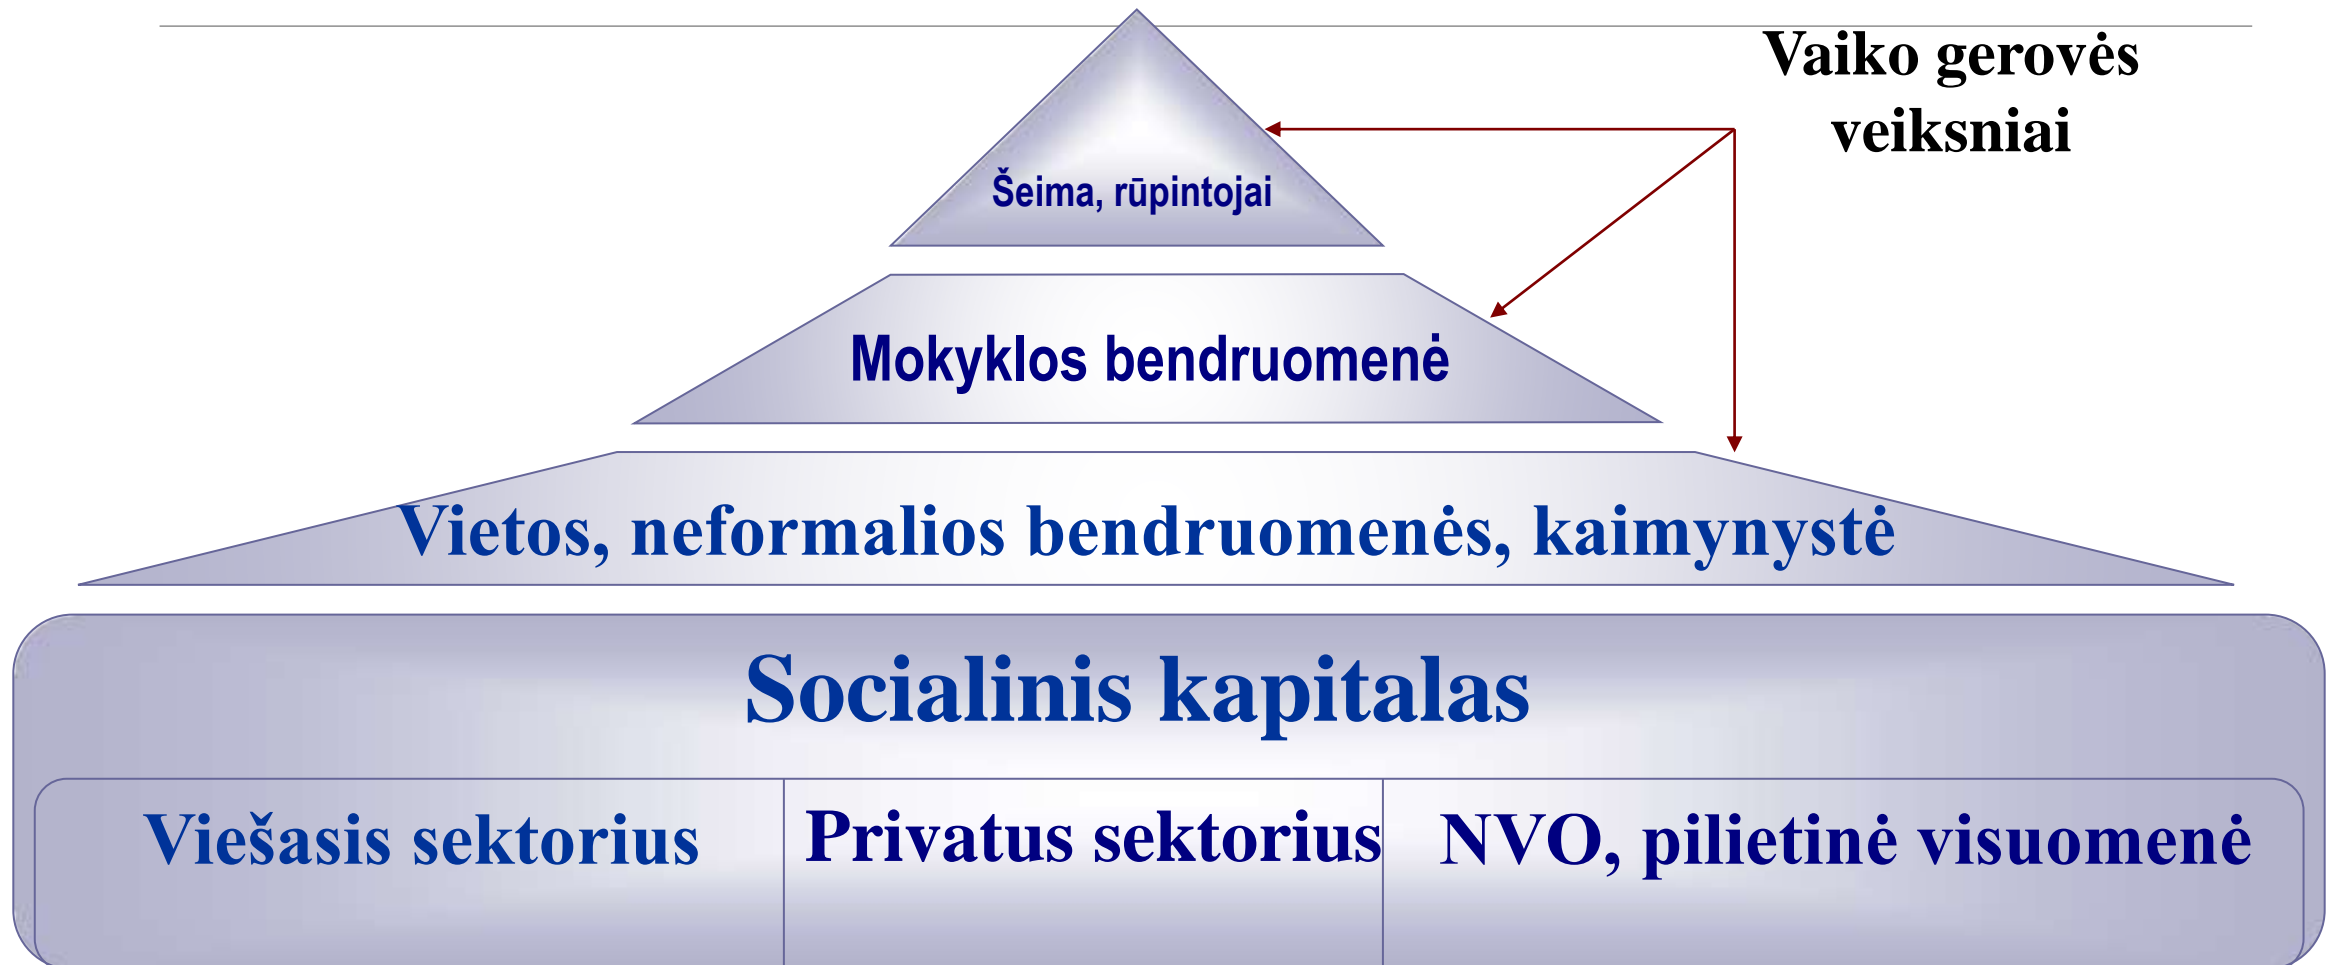 Vaiko gerovės
veiksniai
Šeima, rūpintojai
Mokyklos bendruomenė
Vietos, neformalios bendruomenės, kaimynystė
Socialinis kapitalas
Viešasis sektorius
Privatus sektorius
NVO, pilietinė visuomenė